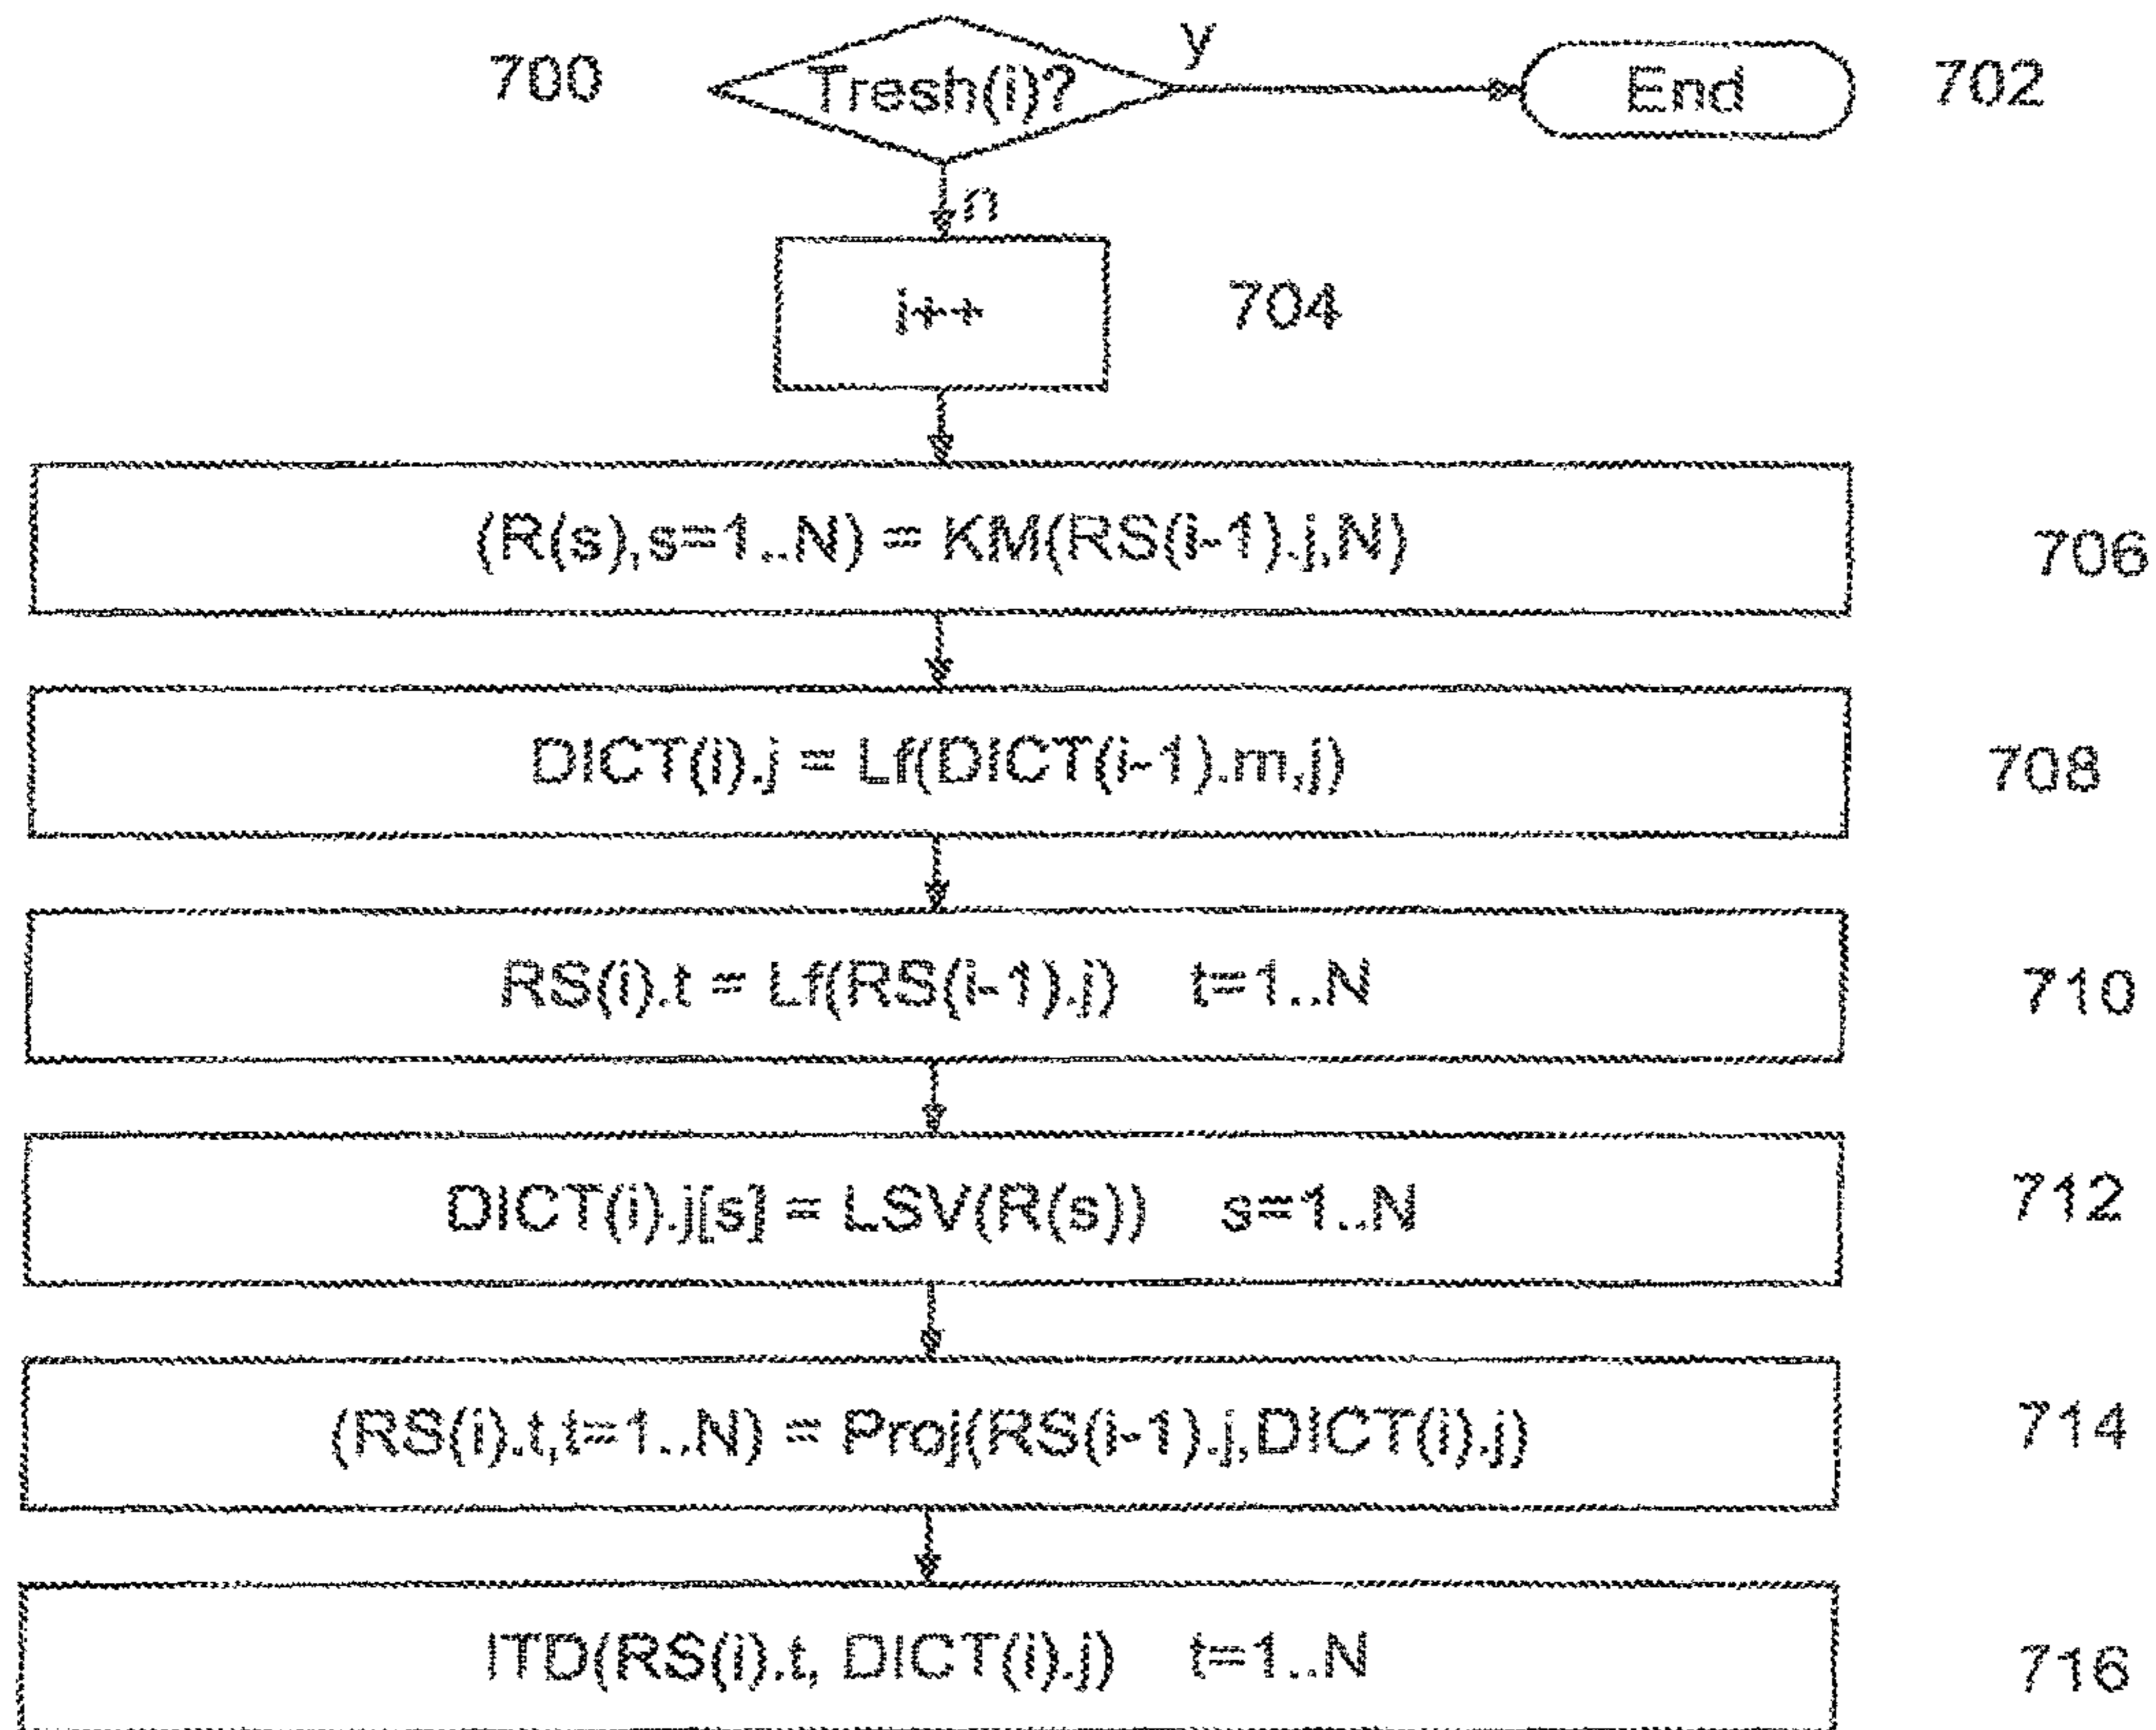 700 Tresh(i)? y End 702
n
i++ 704
(R(s),s=1..N) = KM(RS(i-1).j,N) 706
DICT(i).j = Lf(DICT(i-1).m,j) 708
RS(i).t = Lf(RS(i-1).j) t=1..N 710
DICT(i).j[s] = LSV(R(s)) s=1..N 712
(RS(i).t,t=1..N) = Proj(RS(i-1).j,DICT(i).j) 714
ITD(RS(i).t, DICT(i).j) t=1..N 716